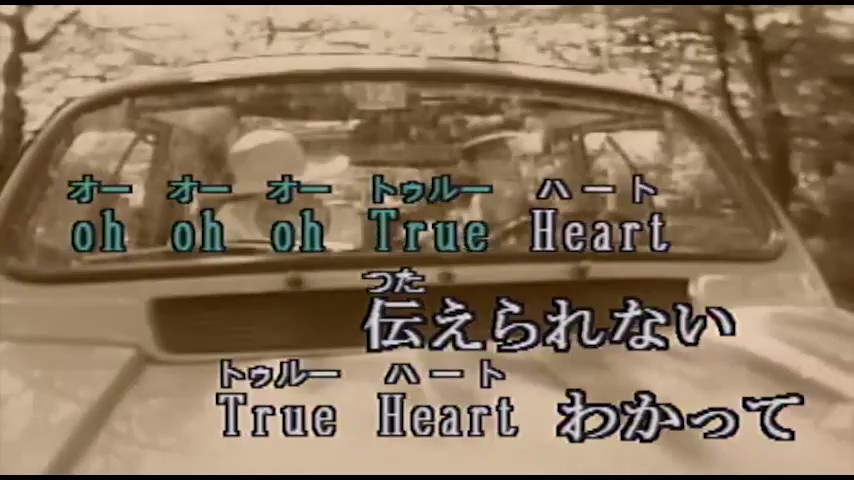 オー オー オー トゥルー ハート
oh oh oh True Heart
つた
伝えられない
トゥルー ハート
True Heart わかって